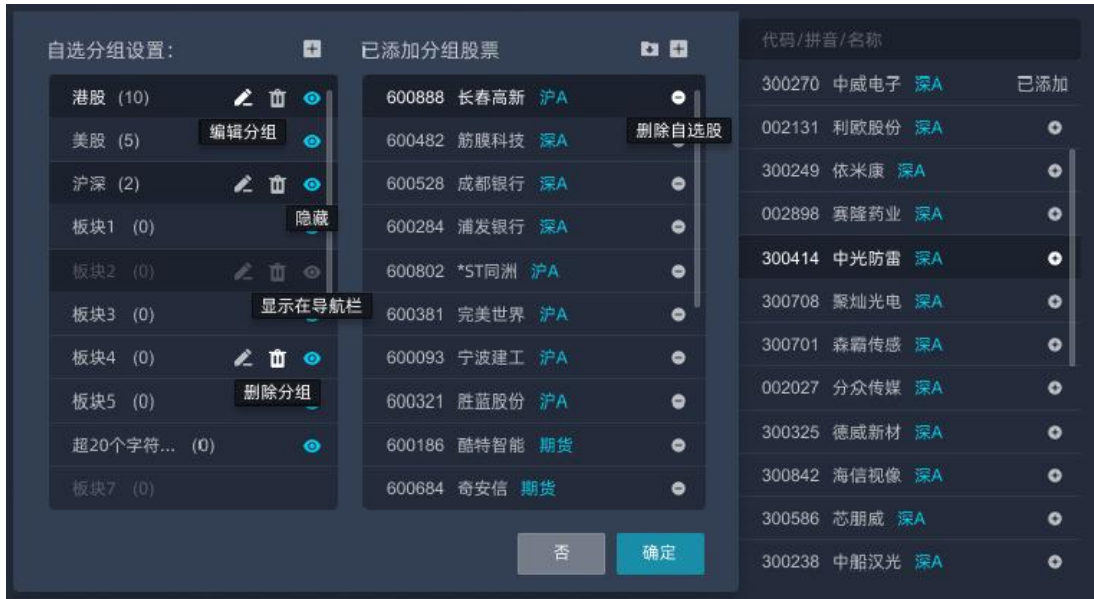 自选分组设置：
港股 (10)
编辑分组
美股 (5)
沪深 (2)
隐藏
板块1 (0)
板块2 (0)
显示在导航栏
板块3 (0)
板块4 (0)
删除分组
板块5 (0)
超20个字符... (0)
板块7 (0)
已添加分组股票
600888 长春高新 沪A
删除自选股
600482 筋膜科技 深A
600528 成都银行 深A
600284 浦发银行 深A
600802 *ST同洲 沪A
600381 完美世界 沪A
600093 宁波建工 沪A
600321 胜蓝股份 沪A
600186 酷特智能 期货
600684 奇安信 期货
否
确定
代码/拼音/名称
300270 中威电子 深A 已添加
002131 利欧股份 深A
300249 依米康 深A
002898 赛隆药业 深A
300414 中光防雷 深A
300708 聚灿光电 深A
300701 森霸传感 深A
002027 分众传媒 深A
300325 德威新材 深A
300842 海信视像 深A
300586 芯朋威 深A
300238 中船汉光 深A